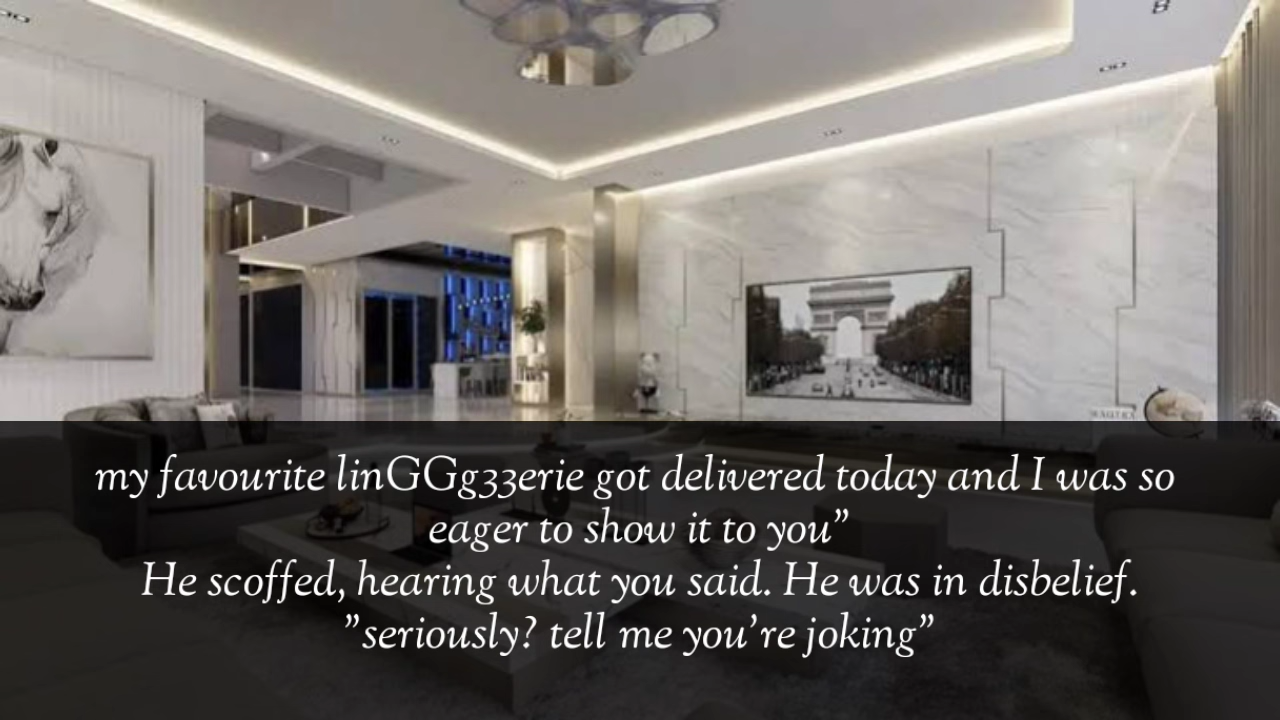 my favourite linGGg33erie got delivered today and I was so
eager to show it to you”
He scoffed, hearing what you said. He was in disbelief.
”seriously? tell me you’re joking”